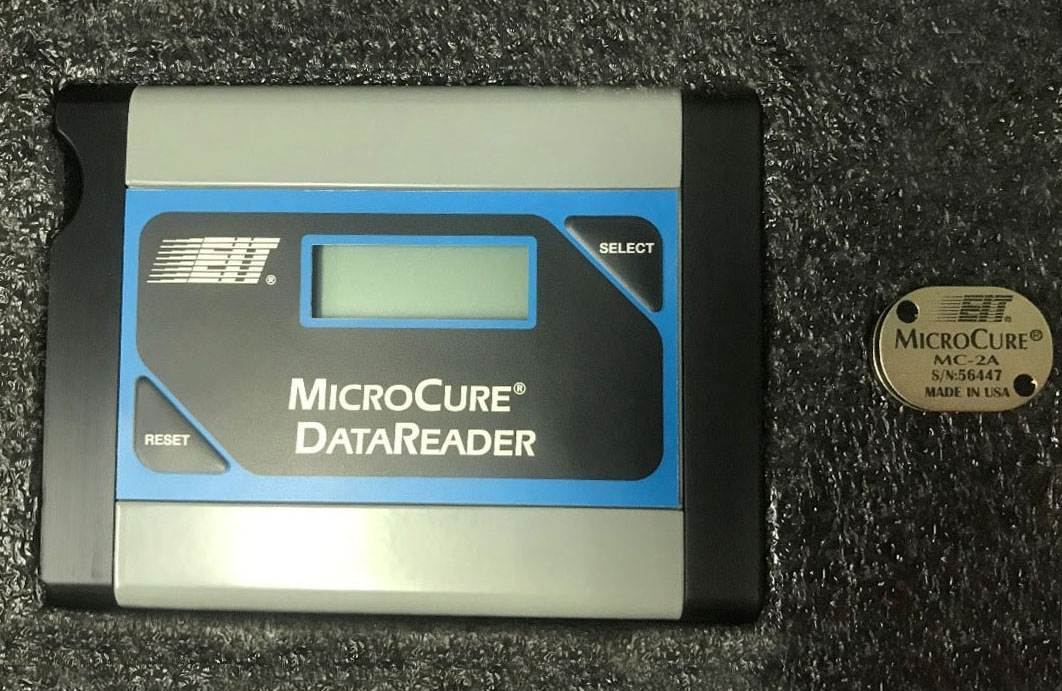 EIT®
SELECT
MICROCURE®
DATAREADER
RESET
EIT®
MICROCURE®
MC-2A
S/N:56447
MADE IN USA